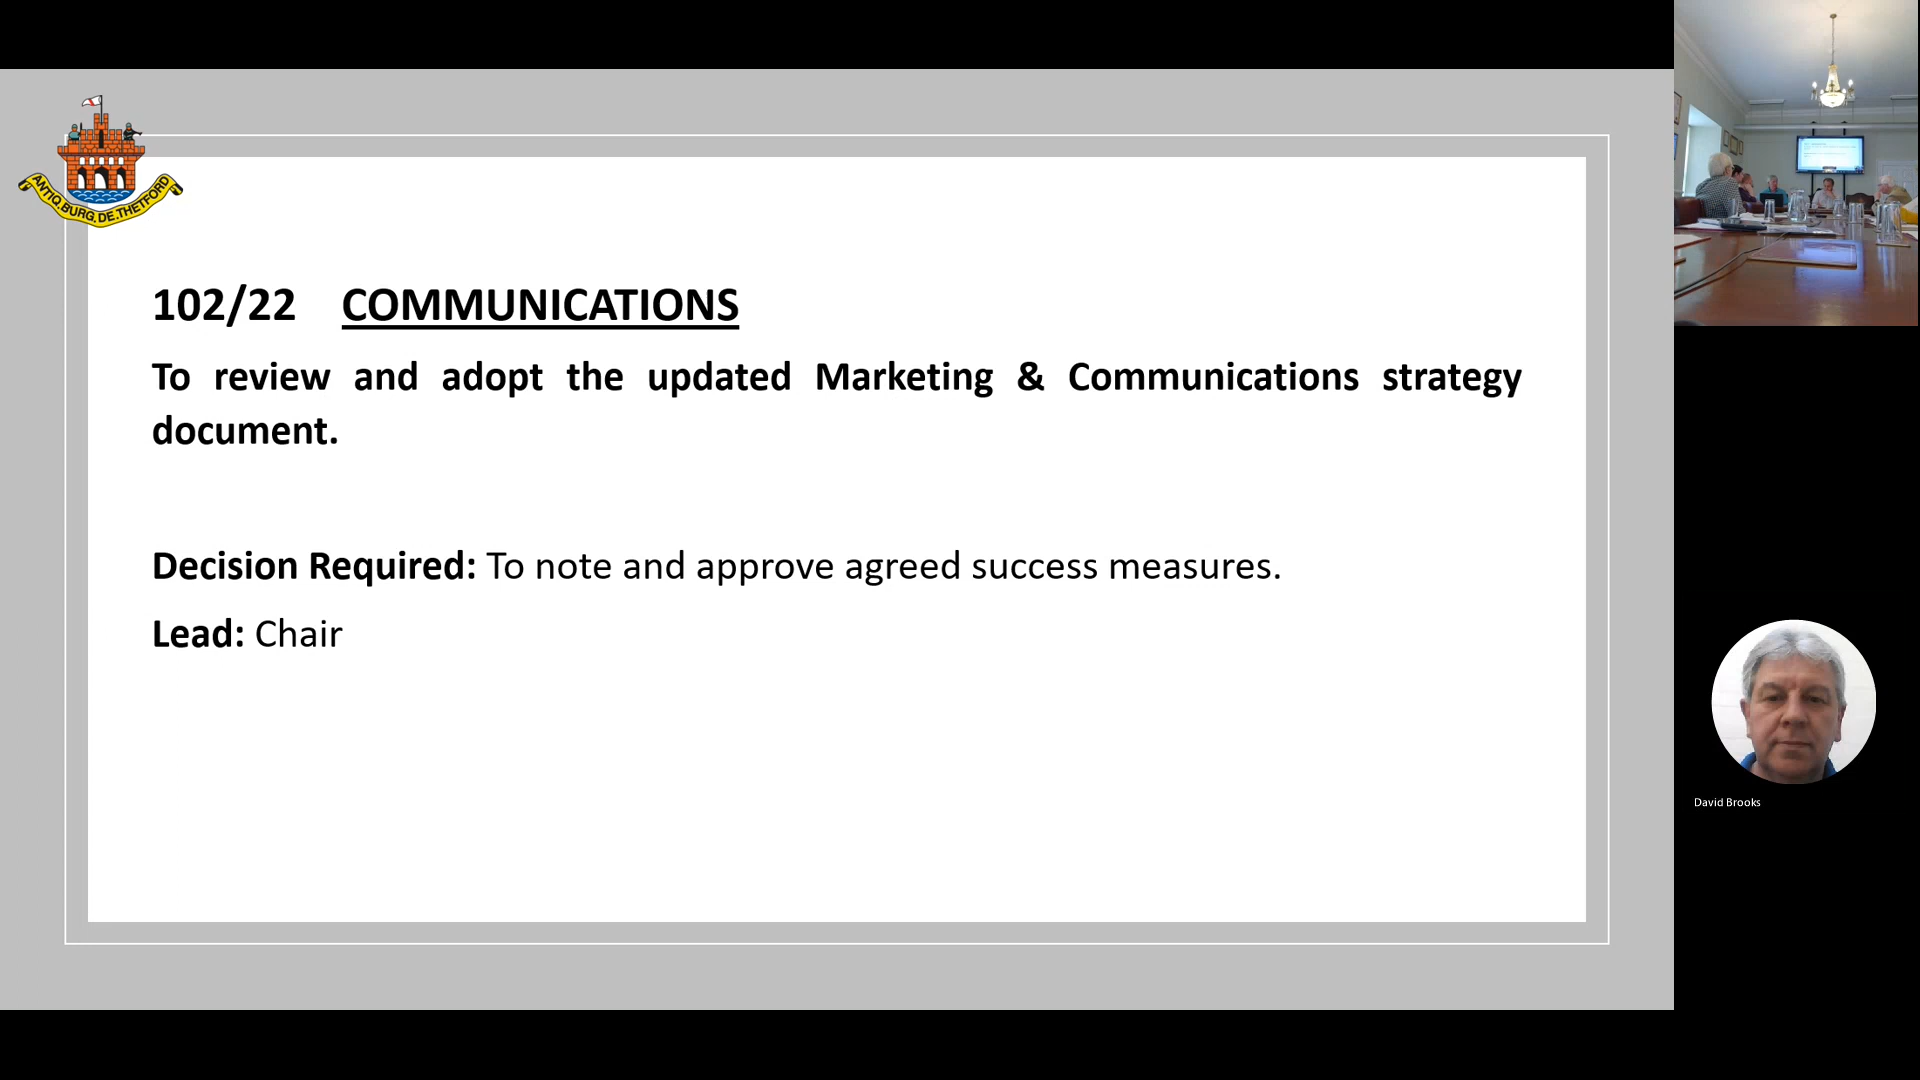 ANTIQ.BURG.DE.THETFORD
102/22 COMMUNICATIONS
To review and adopt the updated Marketing & Communications strategy
document.
Decision Required: To note and approve agreed success measures.
Lead: Chair
David Brooks